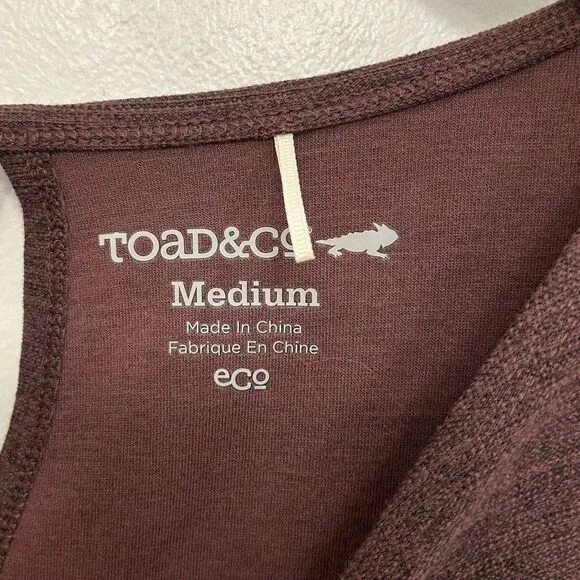 TOAD&CO
Medium
Made In China
Fabrique En Chine
eco